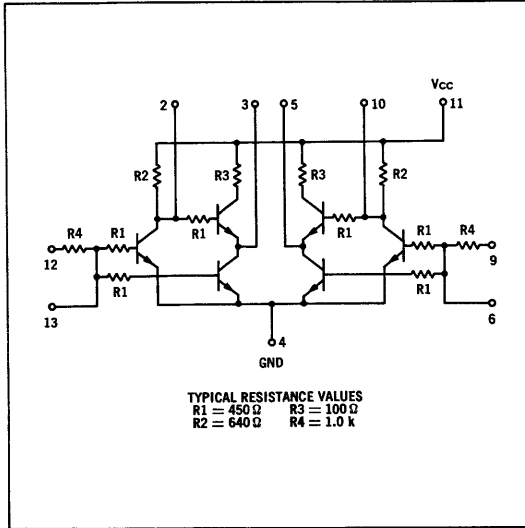 Vcc
2 3 5 10 11
R2 R3 R3 R2
R1 R1
R4 R1 R1 R4
12 9
R1 R1
13 6
4
GND
TYPICAL RESISTANCE VALUES
R1 = 450 Ω R3 = 100 Ω
R2 = 640 Ω R4 = 1.0 k